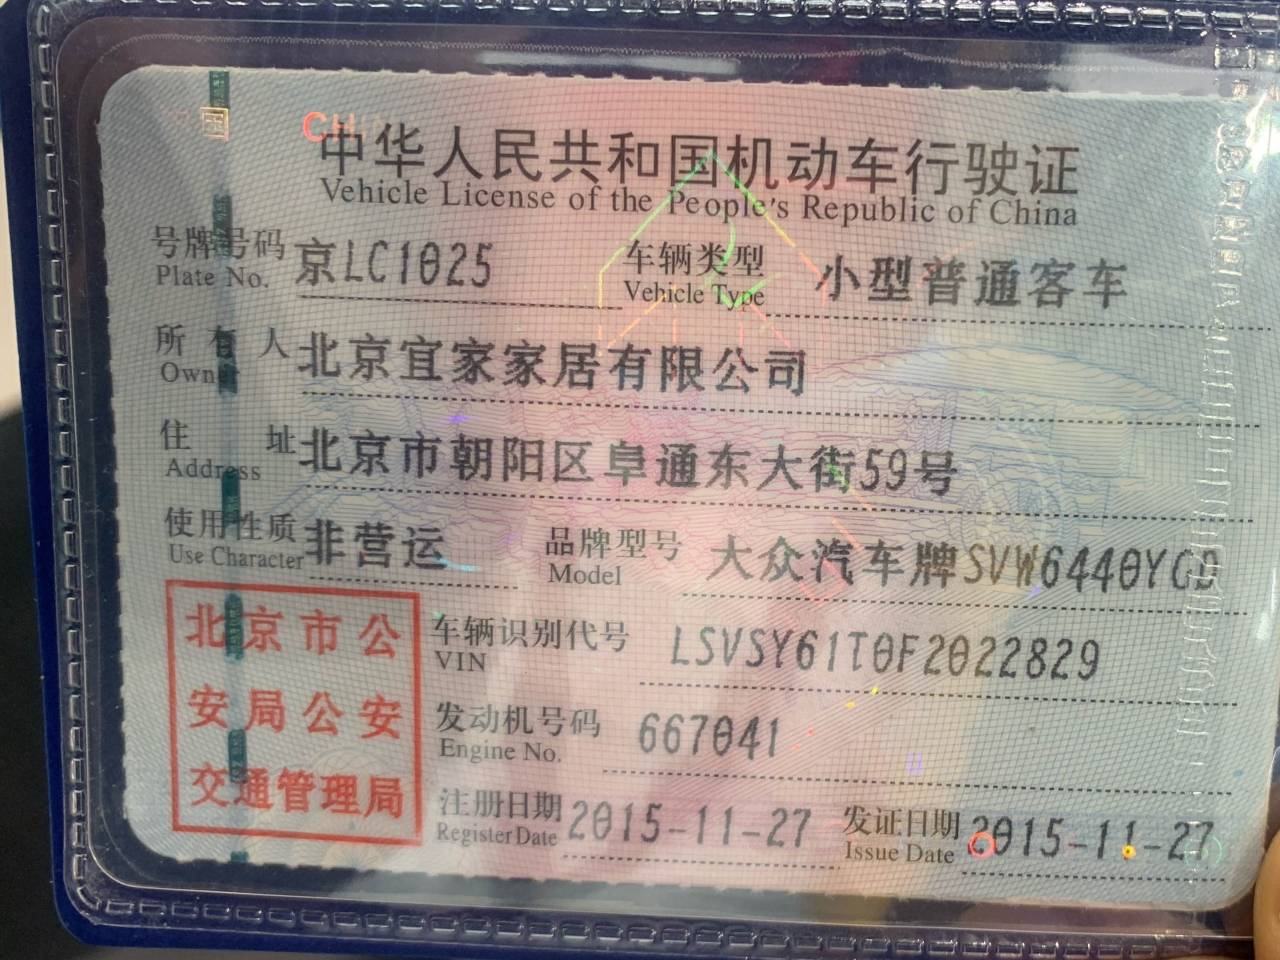 中华人民共和国机动车行驶证
Vehicle License of the People's Republic of China
号牌号码 京LC1025 车辆类型 小型普通客车
Plate No. Vehicle Type
所有人 北京宜家家居有限公司
Owner
住址 北京市朝阳区阜通东大街59号
Address
使用性质 非营运 品牌型号 大众汽车牌SVW6440YGD
Use Character Model
北京市公
安局公安
交通管理局
车辆识别代号 LSVSY61T0F2022829
VIN
发动机号码 667041
Engine No.
注册日期 2015-11-27 发证日期 2015-11-27
Register Date Issue Date